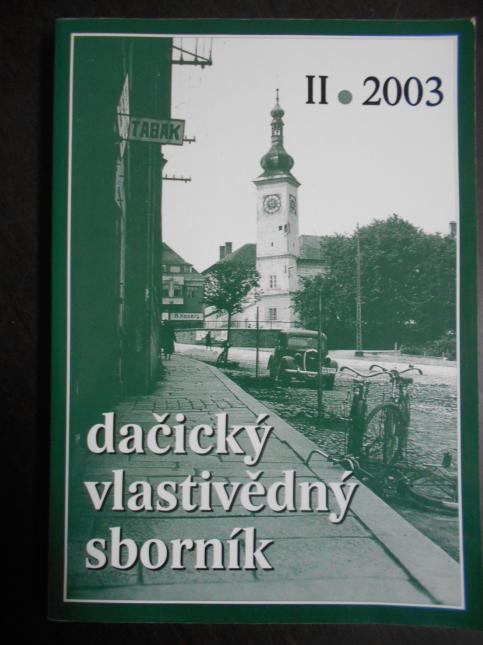 II • 2003
TABAK
dačický
vlastivědný
sborník